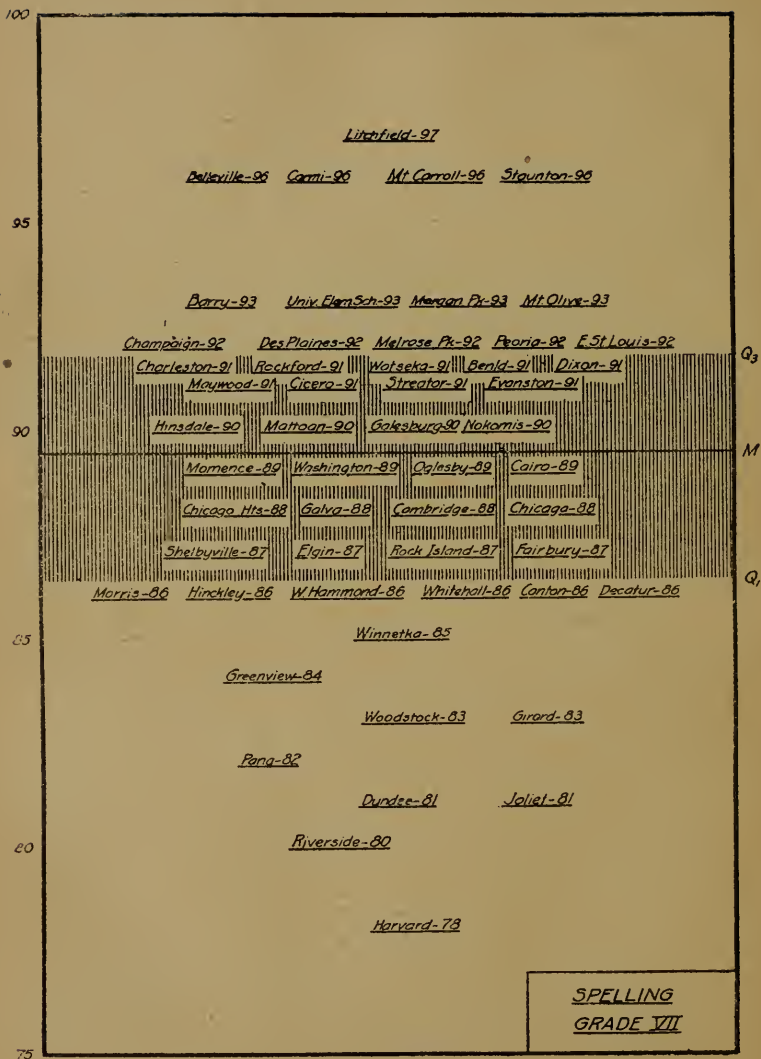 100
Litchfield-97
Belleville-96 Carmi-96 Mt Carroll-96 Staunton-96
95
Barry-93 Univ. Elem Sch-93 Morgan Pk-93 Mt Olive-93
Champaign-92 Des Plaines-92 Melrose Pk-92 Peoria-92 E. St Louis-92
Q3
Charleston-91 Rockford-91 Watseka-91 Benld-91 Dixon-91
Maywood-91 Cicero-91 Streator-91 Evanston-91
90 Hinsdale-90 Mattoan-90 Galesburg-90 Nokomis-90
M
Momence-89 Washington-89 Oglesby-89 Cairo-89
Chicago Hts-88 Galva-88 Cambridge-88 Chicago-88
Shelbyville-87 Elgin-87 Rock Island-87 Fairbury-87
Q1
Morris-86 Hinckley-86 W. Hammond-86 Whitehall-86 Canton-86 Decatur-86
85 Winnetka-85
Greenview-84
Woodstock-83 Girard-83
Pana-82
Dundee-81 Joliet-81
80 Riverside-80
Harvard-78
SPELLING
GRADE VII
75